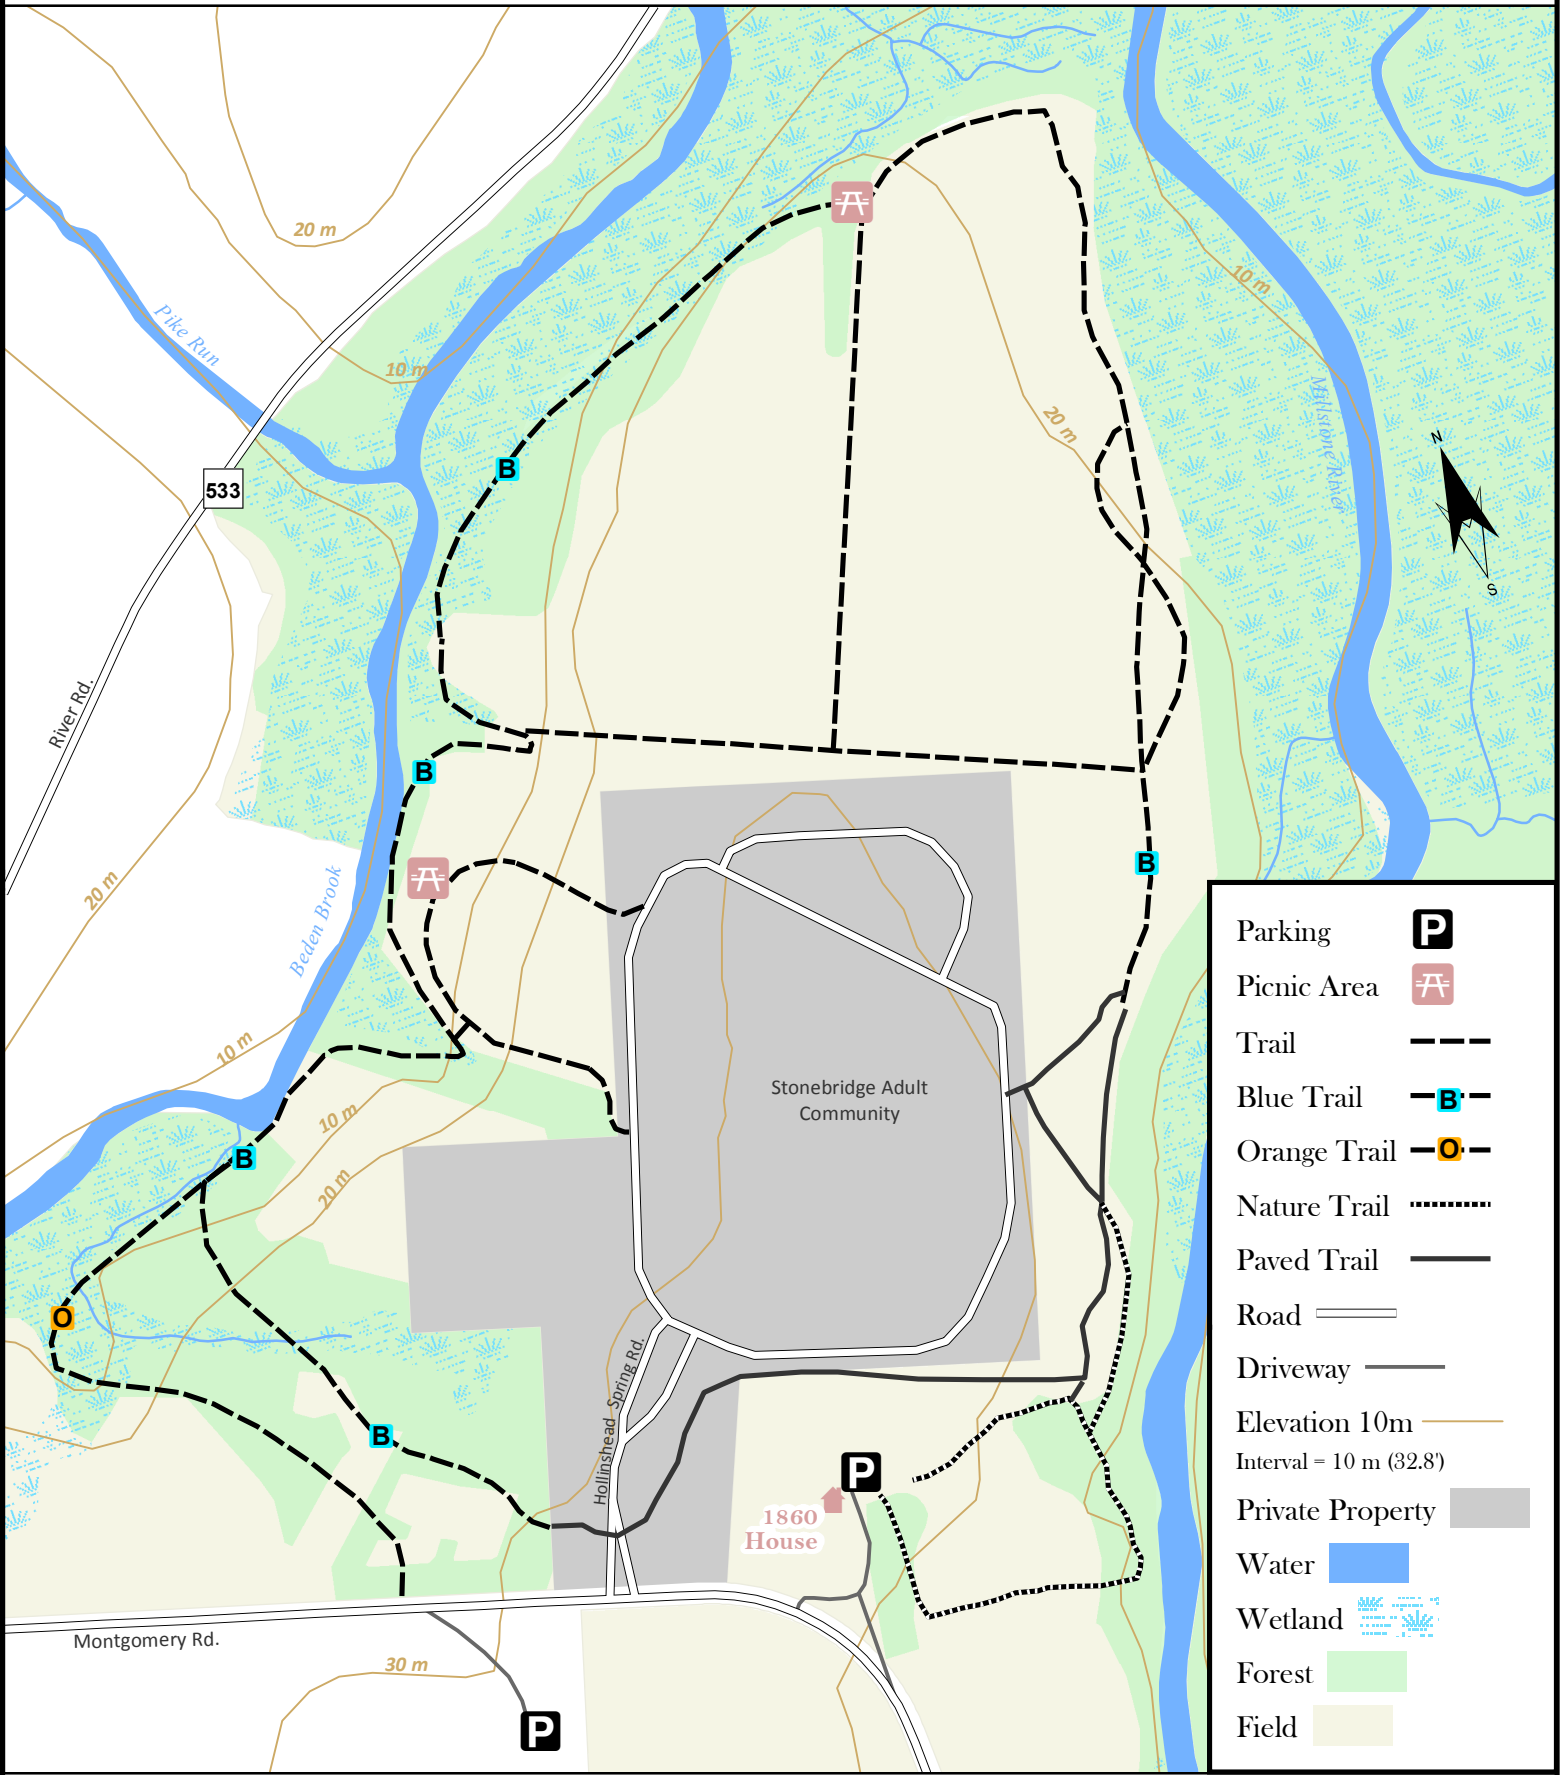 20 m
Pike Run
10 m
10 m
20 m
Millstone River
N
S
B
533
River Rd.
B
B
20 m
Beden Brook
10 m
10 m
20 m
Stonebridge Adult
Community
B
O
B
Hollinshead Spring Rd.
P
1860
House
Montgomery Rd.
30 m
P
Parking P
Picnic Area
Trail
Blue Trail B
Orange Trail O
Nature Trail
Paved Trail
Road
Driveway
Elevation 10m
Interval = 10 m (32.8')
Private Property
Water
Wetland
Forest
Field